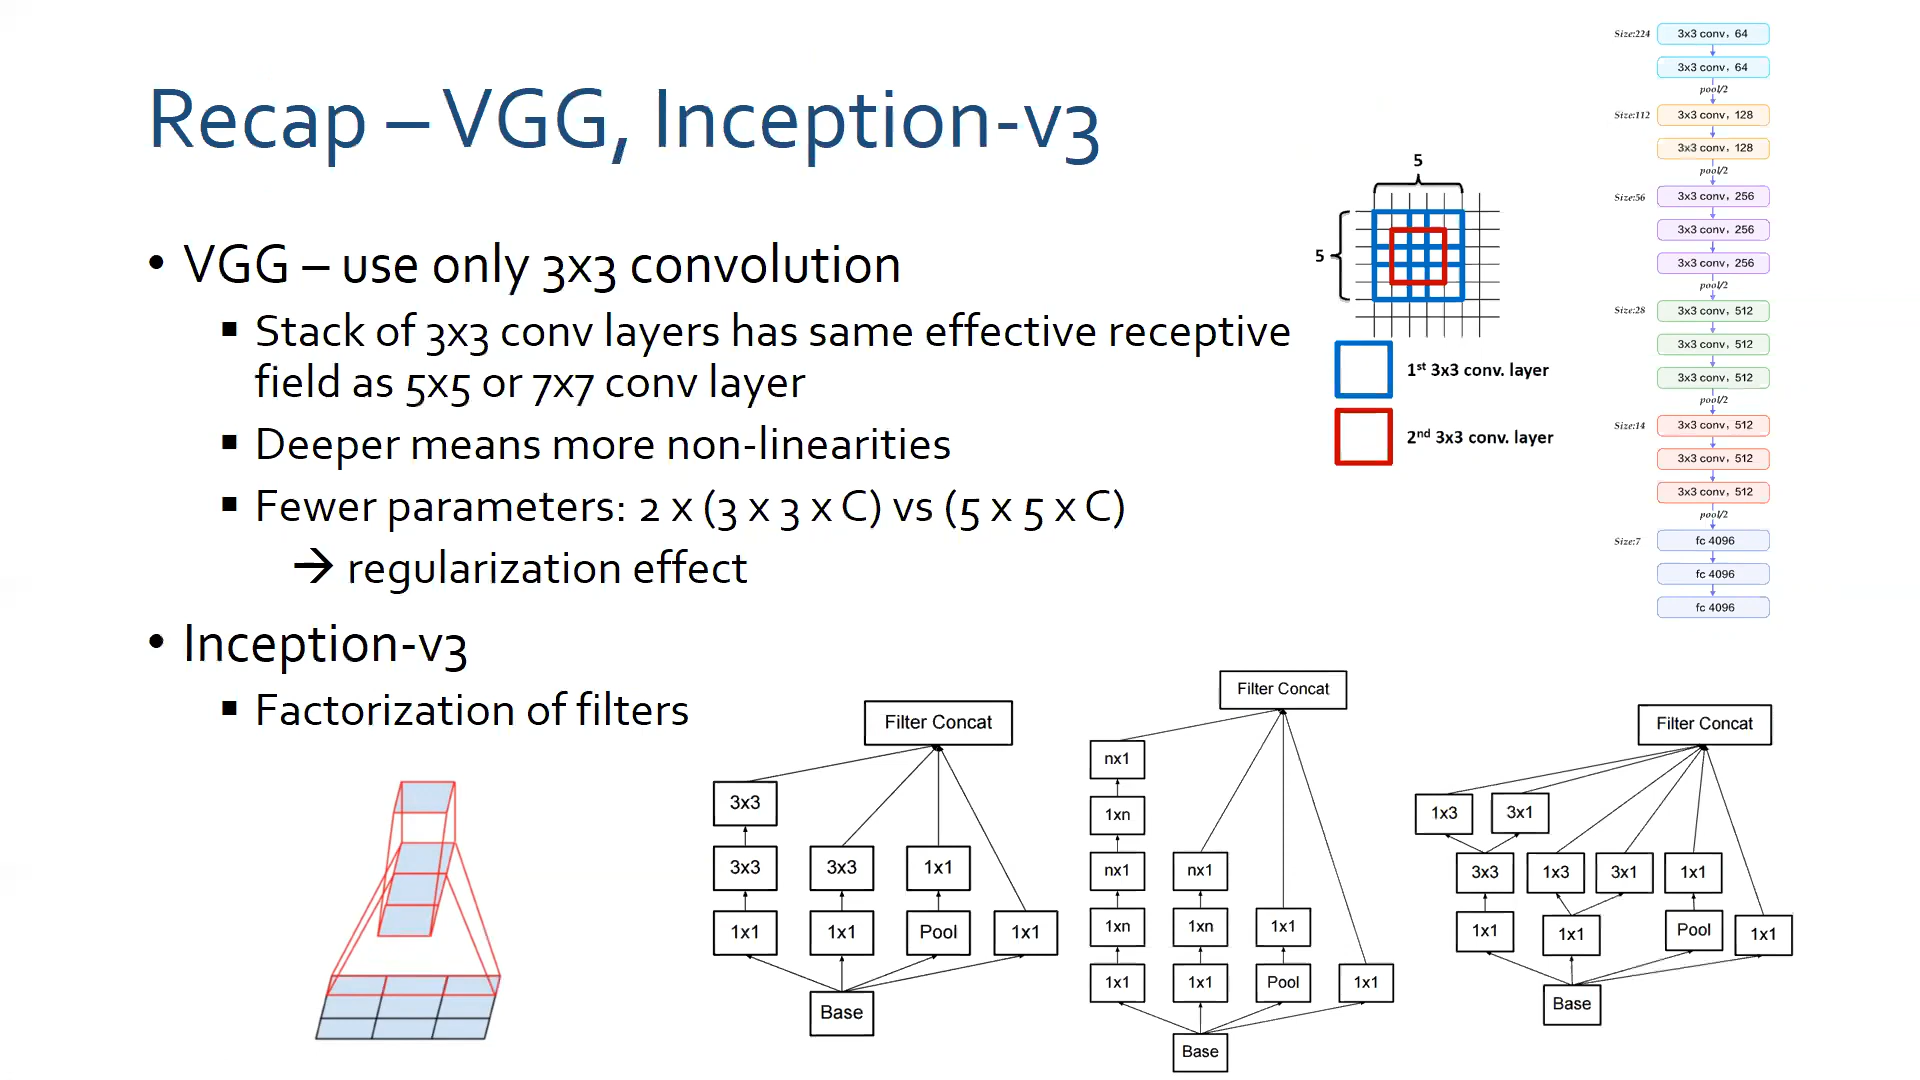 Recap – VGG, Inception-v3
• VGG – use only 3x3 convolution
▪ Stack of 3x3 conv layers has same effective receptive
field as 5x5 or 7x7 conv layer
▪ Deeper means more non-linearities
▪ Fewer parameters: 2 x (3 x 3 x C) vs (5 x 5 x C)
→ regularization effect
• Inception-v3
▪ Factorization of filters
5
5
1st 3x3 conv. layer
2nd 3x3 conv. layer
Size:224 3x3 conv, 64
3x3 conv, 64
pool/2
Size:112 3x3 conv, 128
3x3 conv, 128
pool/2
Size:56 3x3 conv, 256
3x3 conv, 256
3x3 conv, 256
pool/2
Size:28 3x3 conv, 512
3x3 conv, 512
3x3 conv, 512
pool/2
Size:14 3x3 conv, 512
3x3 conv, 512
3x3 conv, 512
pool/2
Size:7 fc 4096
fc 4096
fc 4096
Filter Concat
3x3
3x3 3x3 1x1
1x1 1x1 Pool 1x1
Base
Filter Concat
nx1
1xn
nx1 nx1
1xn 1xn 1x1
1x1 1x1 Pool 1x1
Base
Filter Concat
1x3 3x1
3x3 1x3 3x1 1x1
1x1 1x1 Pool 1x1
Base